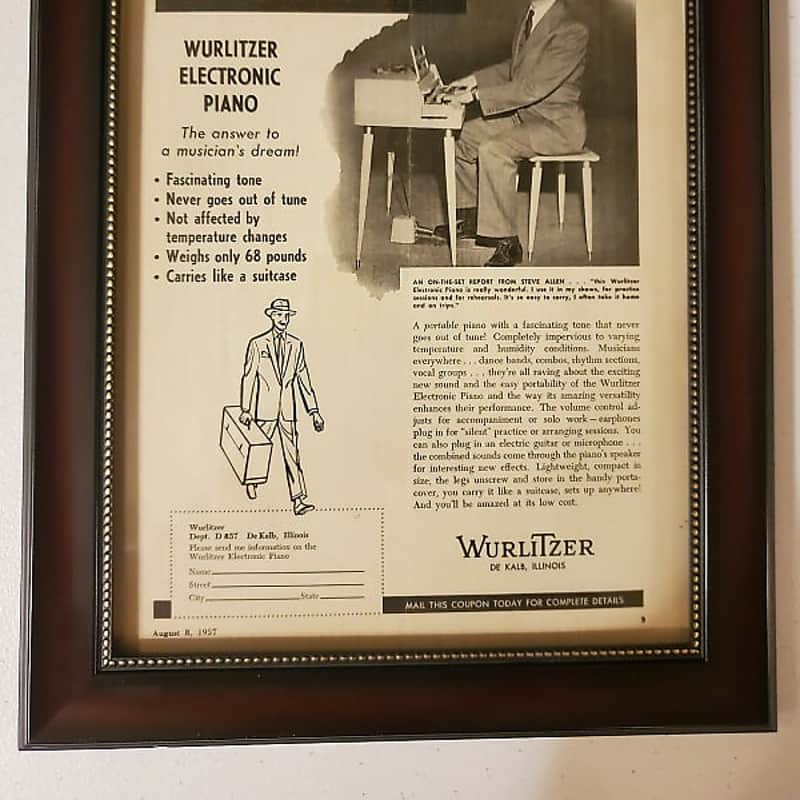 WURLITZER
ELECTRONIC
PIANO
The answer to
a musician's dream!
• Fascinating tone
• Never goes out of tune
• Not affected by
temperature changes
• Weighs only 68 pounds
• Carries like a suitcase
AN ON-THE-SET REPORT FROM STEVE ALLEN . . . "this Wurlitzer
Electronic Piano is really wonderful. I use it in my shows, for practice
sessions and for rehearsals. It's so easy to carry, I often take it home
and on trips."
A portable piano with a fascinating tone that never
goes out of tune! Completely impervious to varying
temperature and humidity conditions. Musicians
everywhere . . . dance bands, combos, rhythm sections,
vocal groups . . . they're all raving about the exciting
new sound and the easy portability of the Wurlitzer
Electronic Piano and the way its amazing versatility
enhances their performance. The volume control ad-
justs for accompaniment or solo work—earphones
plug in for "silent" practice or arranging sessions. You
can also plug in an electric guitar or microphone . . .
the combined sounds come through the piano's speaker
for interesting new effects. Lightweight, compact in
size, the legs unscrew and store in the handy porta-
cover, you carry it like a suitcase, sets up anywhere!
And you'll be amazed at its low cost.
Wurlitzer
Dept. D 857 De Kalb, Illinois
Please send me information on the
Wurlitzer Electronic Piano
Name
Street
City State
WURLITZER
DE KALB, ILLINOIS
MAIL THIS COUPON TODAY FOR COMPLETE DETAILS
August 8, 1957
9